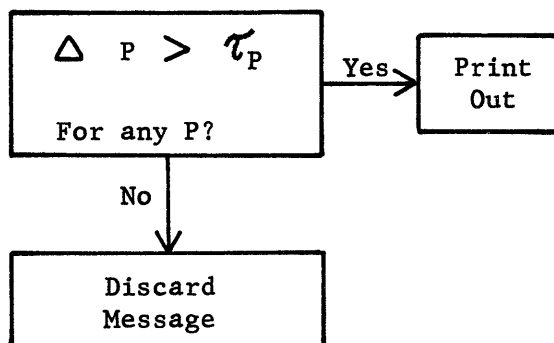 Δ P > τP
For any P?
Yes
Print
Out
No
Discard
Message